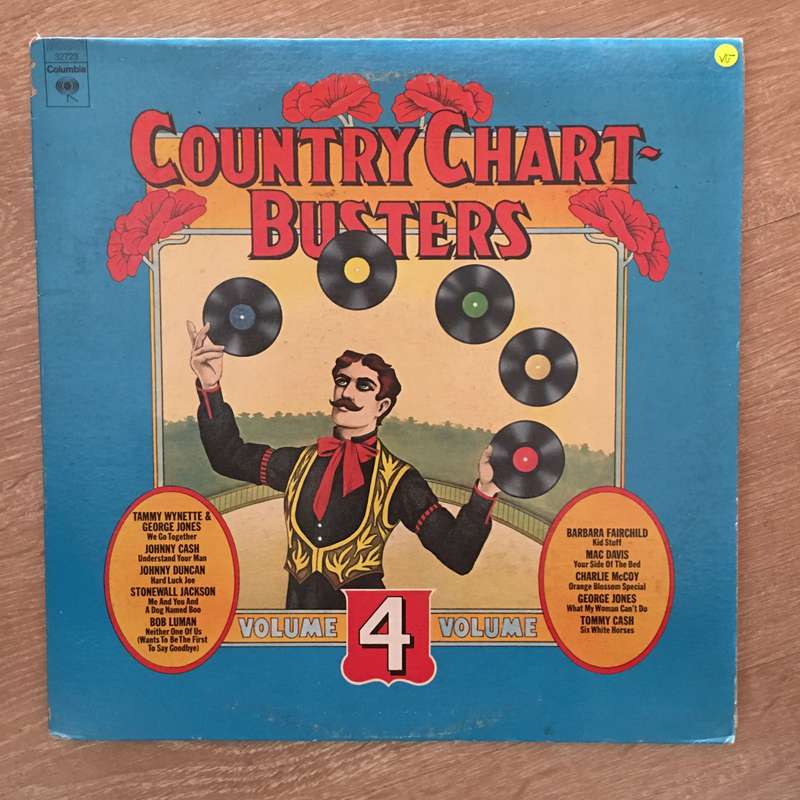 32723
Columbia
COUNTRY CHART-
BUSTERS
TAMMY WYNETTE &
GEORGE JONES
We Go Together
JOHNNY CASH
Understand Your Man
JOHNNY DUNCAN
Hard Luck Joe
STONEWALL JACKSON
Me And You And
A Dog Named Boo
BOB LUMAN
Neither One Of Us
(Wants To Be The First
To Say Goodbye)
BARBARA FAIRCHILD
Kid Stuff
MAC DAVIS
Your Side Of The Bed
CHARLIE McCOY
Orange Blossom Special
GEORGE JONES
What My Woman Can't Do
TOMMY CASH
Six White Horses
VOLUME 4 VOLUME